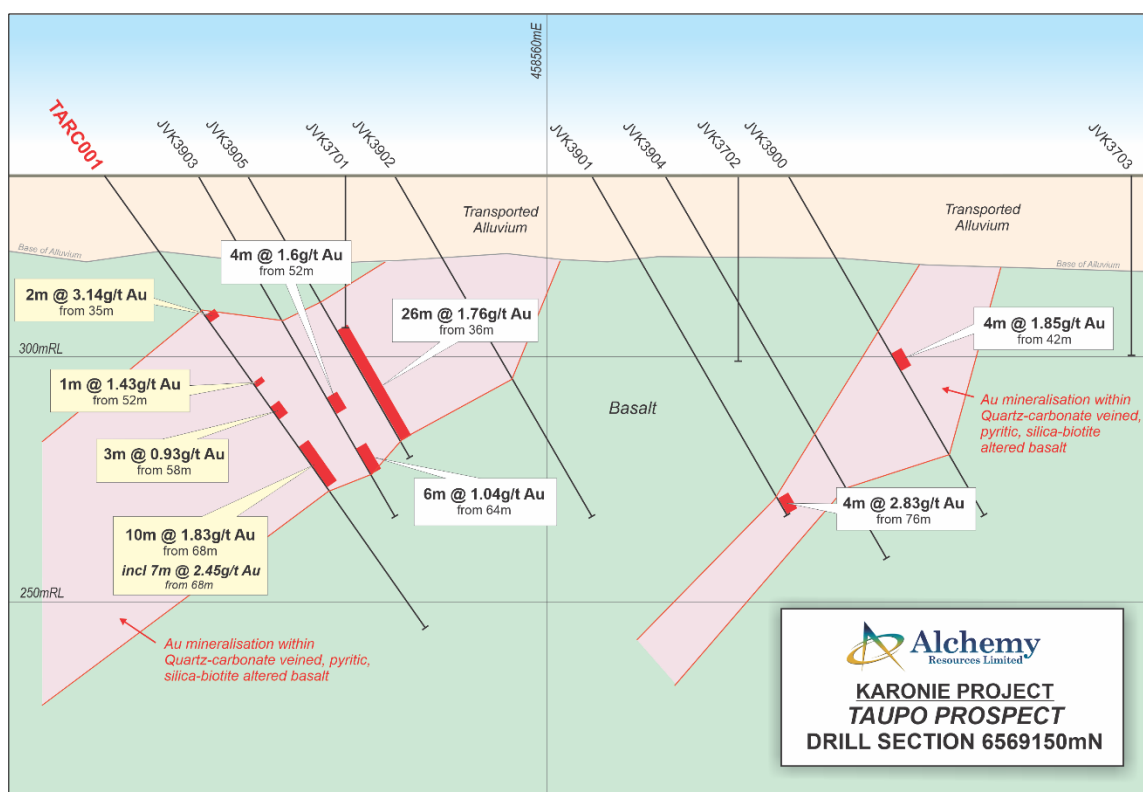 458560mE
TARC001
JVK3903
JVK3905
JVK3701
JVK3902
JVK3901
JVK3904
JVK3702
JVK3900
JVK3703
Transported
Alluvium
Transported
Alluvium
Base of Alluvium
Base of Alluvium
4m @ 1.6g/t Au
from 52m
2m @ 3.14g/t Au
from 35m
26m @ 1.76g/t Au
from 36m
4m @ 1.85g/t Au
from 42m
300mRL
1m @ 1.43g/t Au
from 52m
Basalt
Au mineralisation within
Quartz-carbonate veined,
pyritic, silica-biotite
altered basalt
3m @ 0.93g/t Au
from 58m
6m @ 1.04g/t Au
from 64m
4m @ 2.83g/t Au
from 76m
10m @ 1.83g/t Au
from 68m
incl 7m @ 2.45g/t Au
from 68m
250mRL
Au mineralisation within
Quartz-carbonate veined, pyritic,
silica-biotite altered basalt
Alchemy
Resources Limited
KARONIE PROJECT
TAUPO PROSPECT
DRILL SECTION 6569150mN